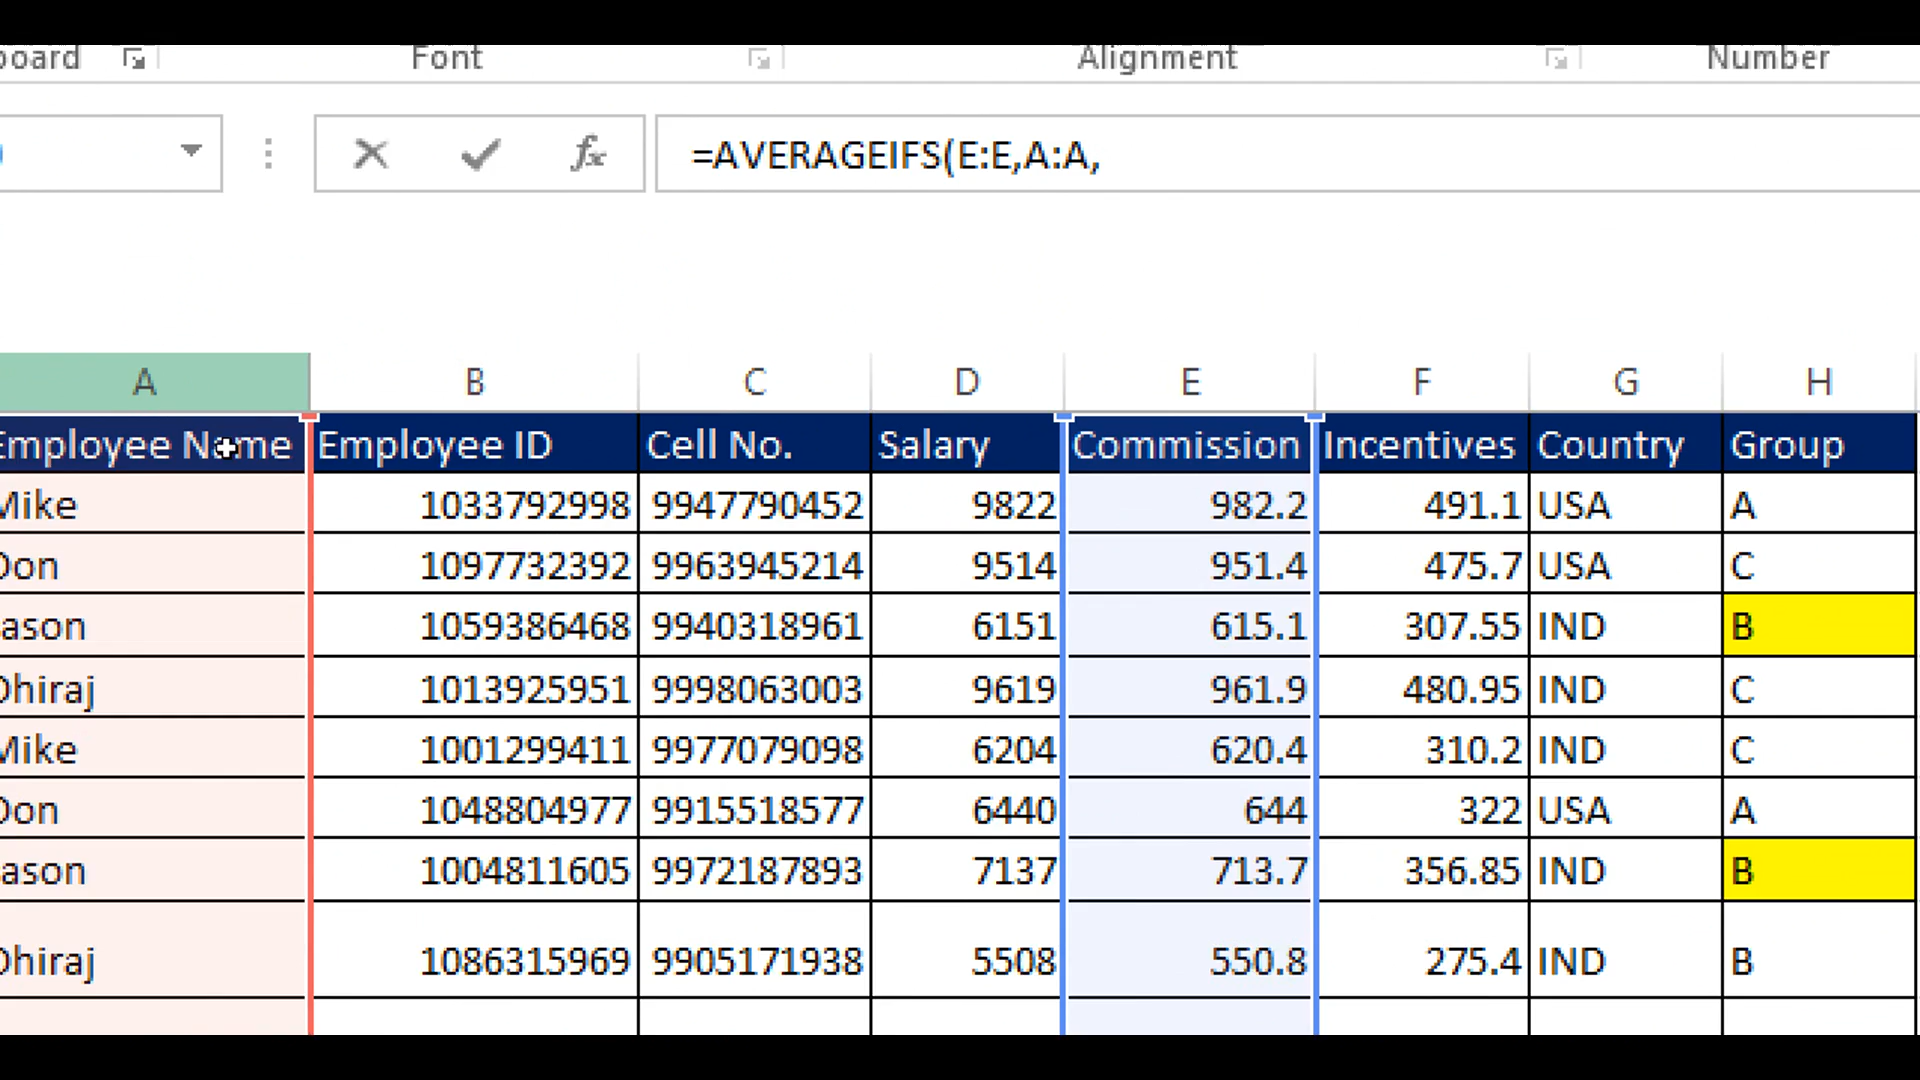 board Font Alignment Number
=AVERAGEIFS(E:E,A:A,
A B C D E F G H
Employee Name Employee ID Cell No. Salary Commission Incentives Country Group
Mike 1033792998 9947790452 9822 982.2 491.1 USA A
Don 1097732392 9963945214 9514 951.4 475.7 USA C
ason 1059386468 9940318961 6151 615.1 307.55 IND B
Dhiraj 1013925951 9998063003 9619 961.9 480.95 IND C
Mike 1001299411 9977079098 6204 620.4 310.2 IND C
Don 1048804977 9915518577 6440 644 322 USA A
ason 1004811605 9972187893 7137 713.7 356.85 IND B
Dhiraj 1086315969 9905171938 5508 550.8 275.4 IND B